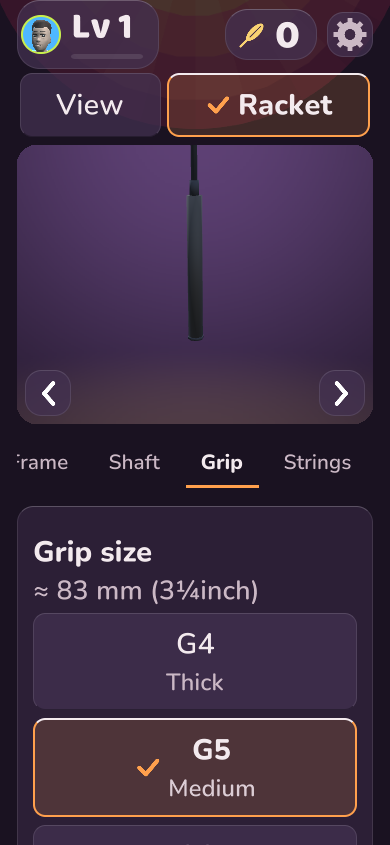 Lv 1
0
View
Racket
Frame
Shaft
Grip
Strings
Grip size
≈ 83 mm (3¼inch)
G4
Thick
G5
Medium